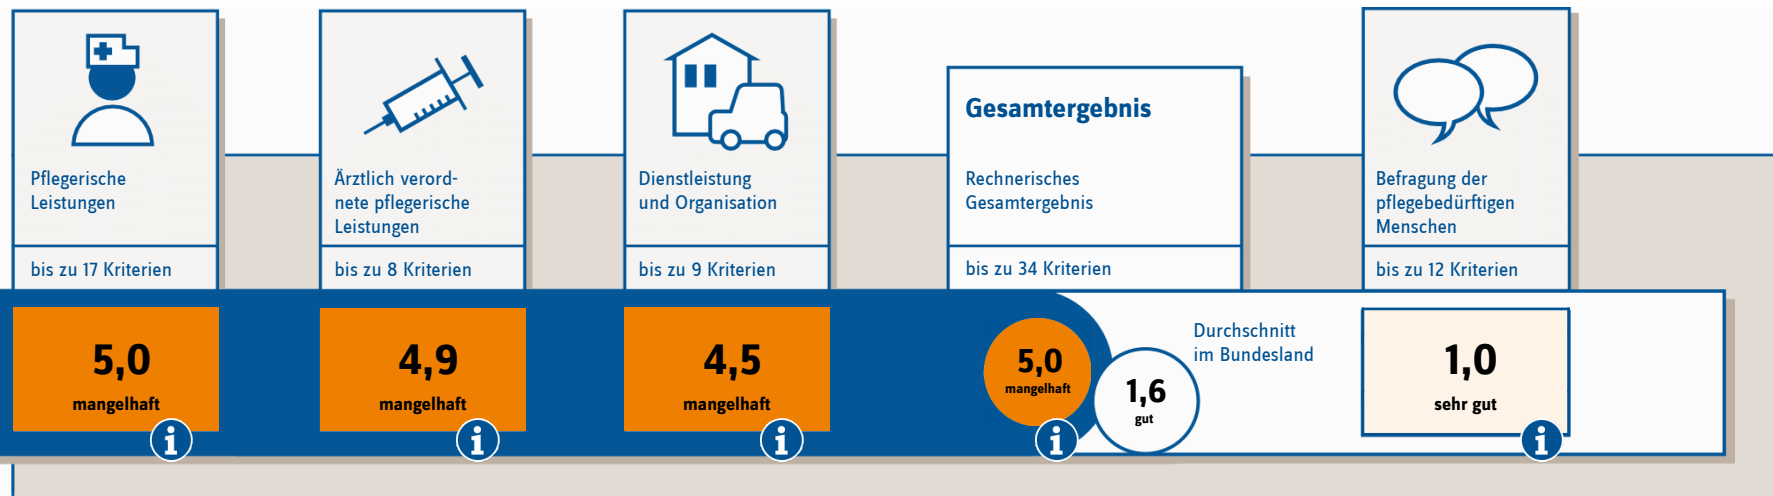 Pflegerische
Leistungen
bis zu 17 Kriterien
5,0
mangelhaft
i
Ärztlich verord-
nete pflegerische
Leistungen
bis zu 8 Kriterien
4,9
mangelhaft
i
Dienstleistung
und Organisation
bis zu 9 Kriterien
4,5
mangelhaft
i
Gesamtergebnis
Rechnerisches
Gesamtergebnis
bis zu 34 Kriterien
5,0
mangelhaft
i
1,6
gut
Durchschnitt
im Bundesland
Befragung der
pflegebedürftigen
Menschen
bis zu 12 Kriterien
1,0
sehr gut
i